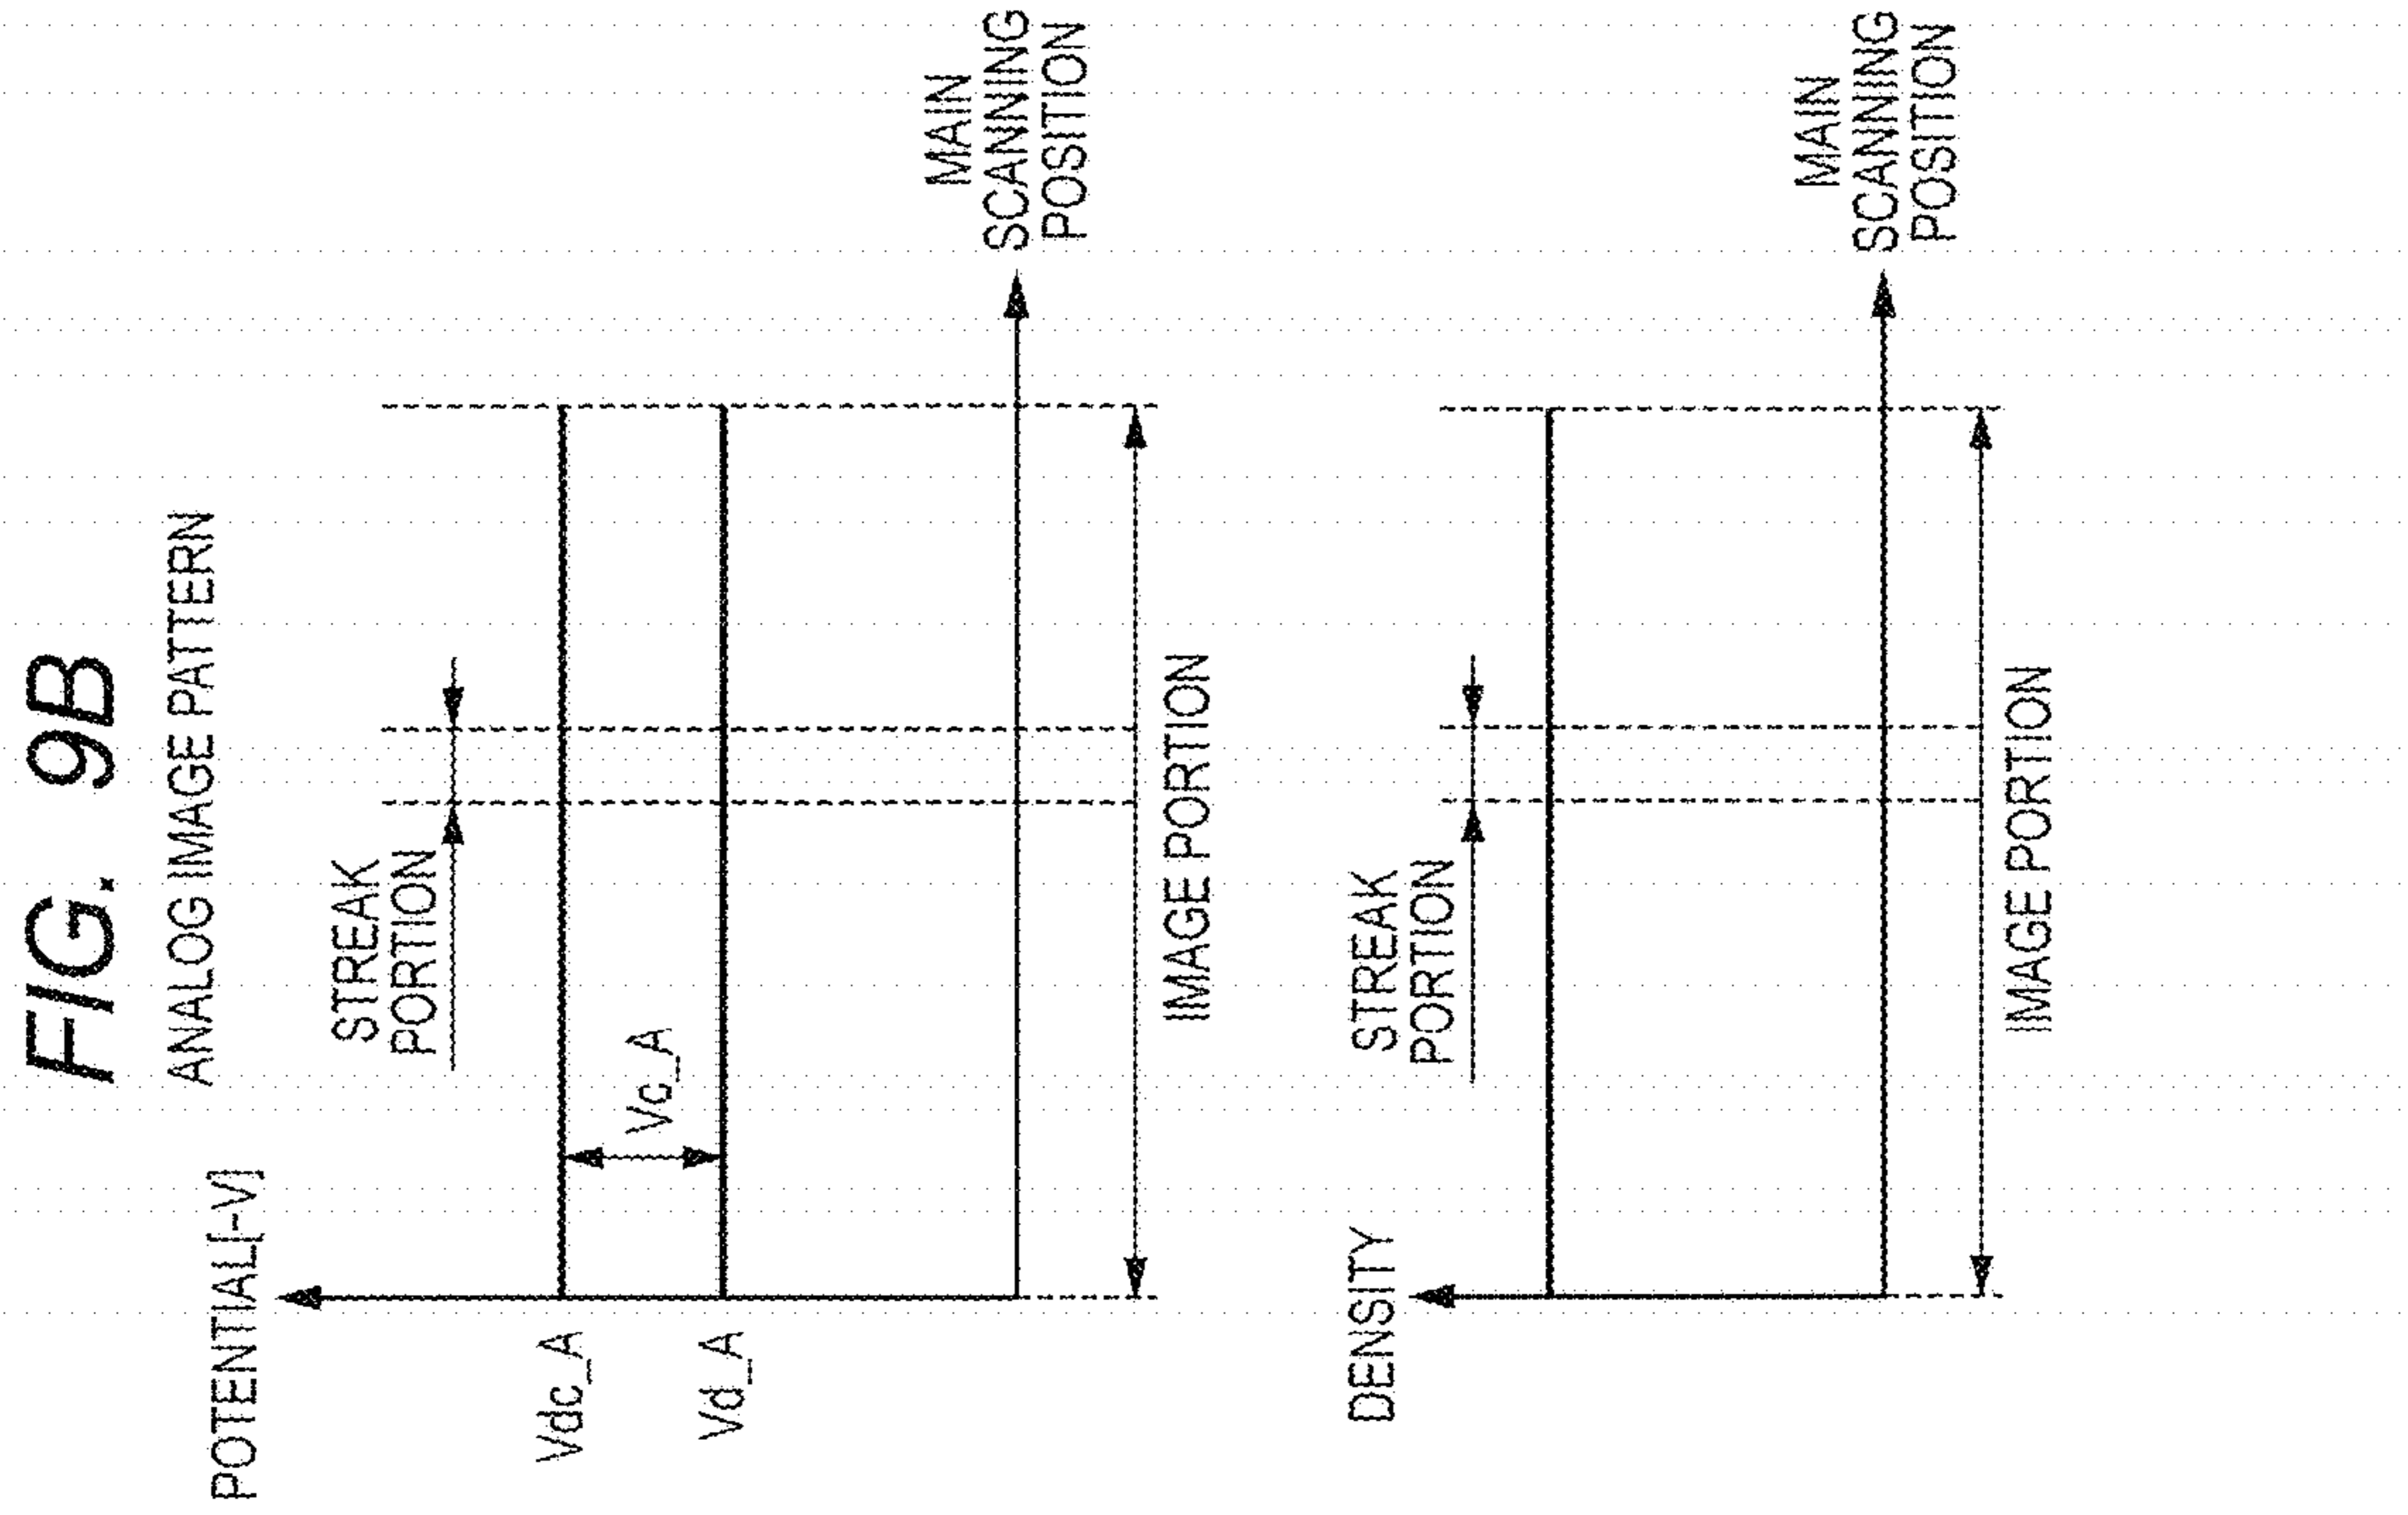 FIG. 9B
ANALOG IMAGE PATTERN
POTENTIAL[-V]
STREAK
PORTION
Vdc_A
Vc_A
Vd_A
MAIN
SCANNING
POSITION
IMAGE PORTION
DENSITY
STREAK
PORTION
MAIN
SCANNING
POSITION
IMAGE PORTION